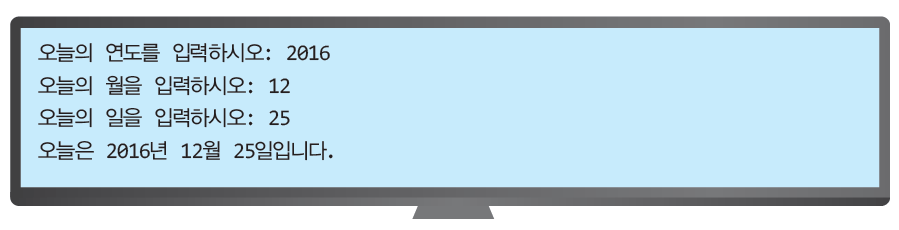 오늘의 연도를 입력하시오: 2016
오늘의 월을 입력하시오: 12
오늘의 일을 입력하시오: 25
오늘은 2016년 12월 25일입니다.